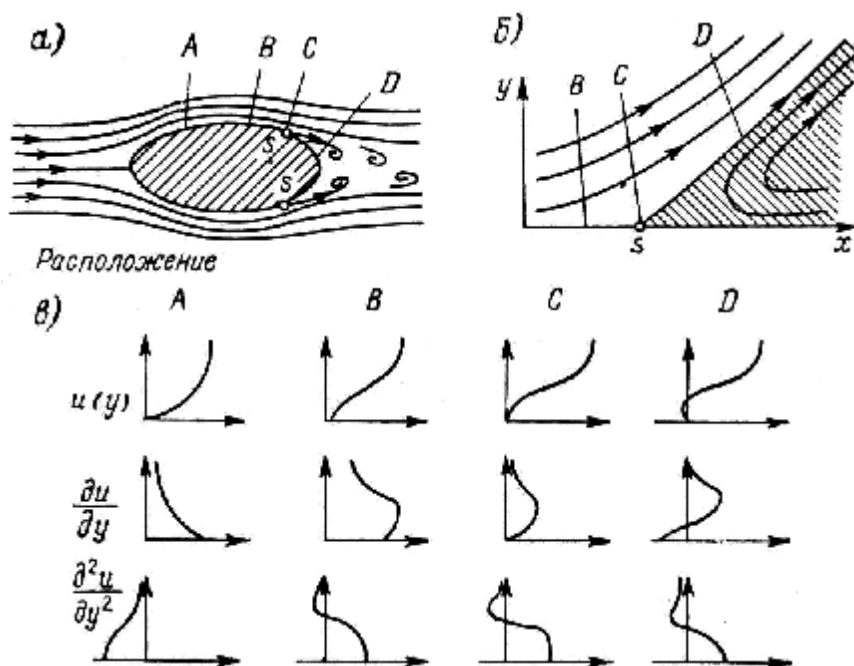 а)
A B C D
S
S
б)
y B C D
S x
Расположение
в)
A B C D
u(y)
∂u/∂y
∂²u/∂y²